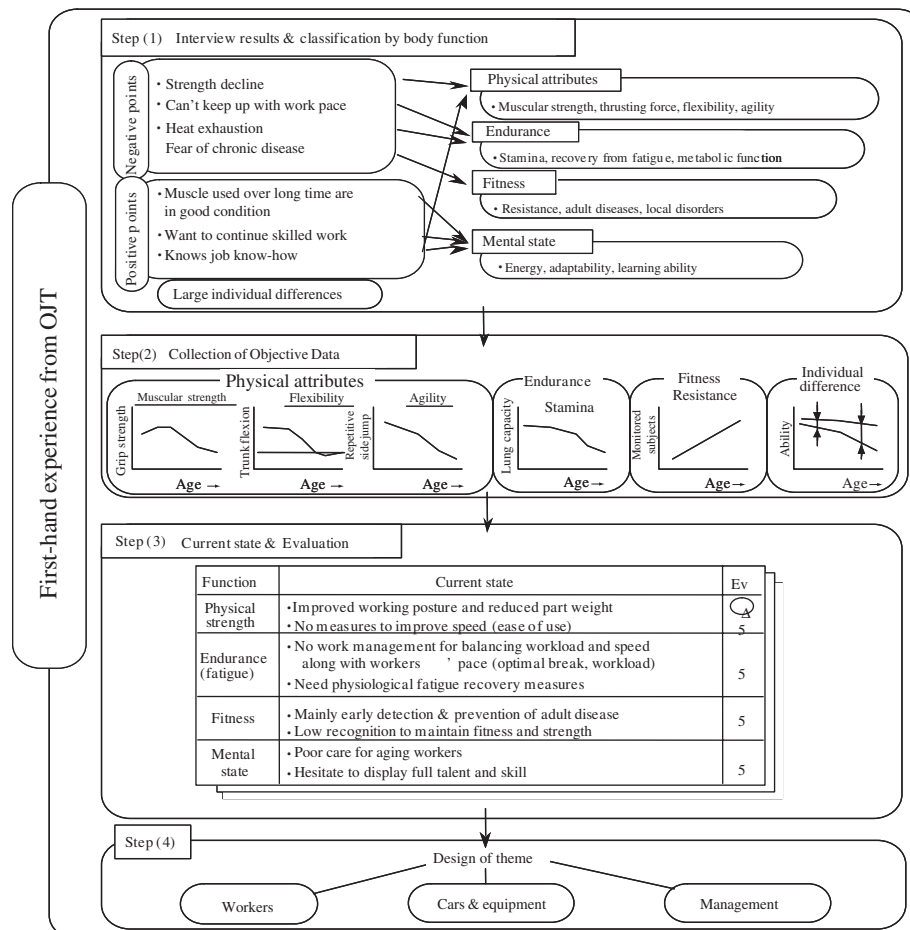 First-hand experience from OJT
Step (1) Interview results & classification by body function
Negative points
• Strength decline
• Can't keep up with work pace
• Heat exhaustion
Fear of chronic disease
Positive points
• Muscle used over long time are
in good condition
• Want to continue skilled work
• Knows job know-how
Large individual differences
Physical attributes
• Muscular strength, thrusting force, flexibility, agility
Endurance
• Stamina, recovery from fatigue, metabolic function
Fitness
• Resistance, adult diseases, local disorders
Mental state
• Energy, adaptability, learning ability
Step(2) Collection of Objective Data
Physical attributes
Muscular strength
Grip strength
Age →
Flexibility
Trunk flexion
Age →
Agility
Repetitive
side jump
Age →
Endurance
Stamina
Lung capacity
Age →
Fitness
Resistance
Monitored
subjects
Age →
Individual
difference
Ability
Age →
Step (3) Current state & Evaluation
Function Current state Ev
Physical
strength
• Improved working posture and reduced part weight
• No measures to improve speed (ease of use)
Δ
5
Endurance
(fatigue)
• No work management for balancing workload and speed
along with workers ' pace (optimal break, workload)
• Need physiological fatigue recovery measures
5
Fitness
• Mainly early detection & prevention of adult disease
• Low recognition to maintain fitness and strength
5
Mental
state
• Poor care for aging workers
• Hesitate to display full talent and skill
5
Step (4)
Design of theme
Workers
Cars & equipment
Management